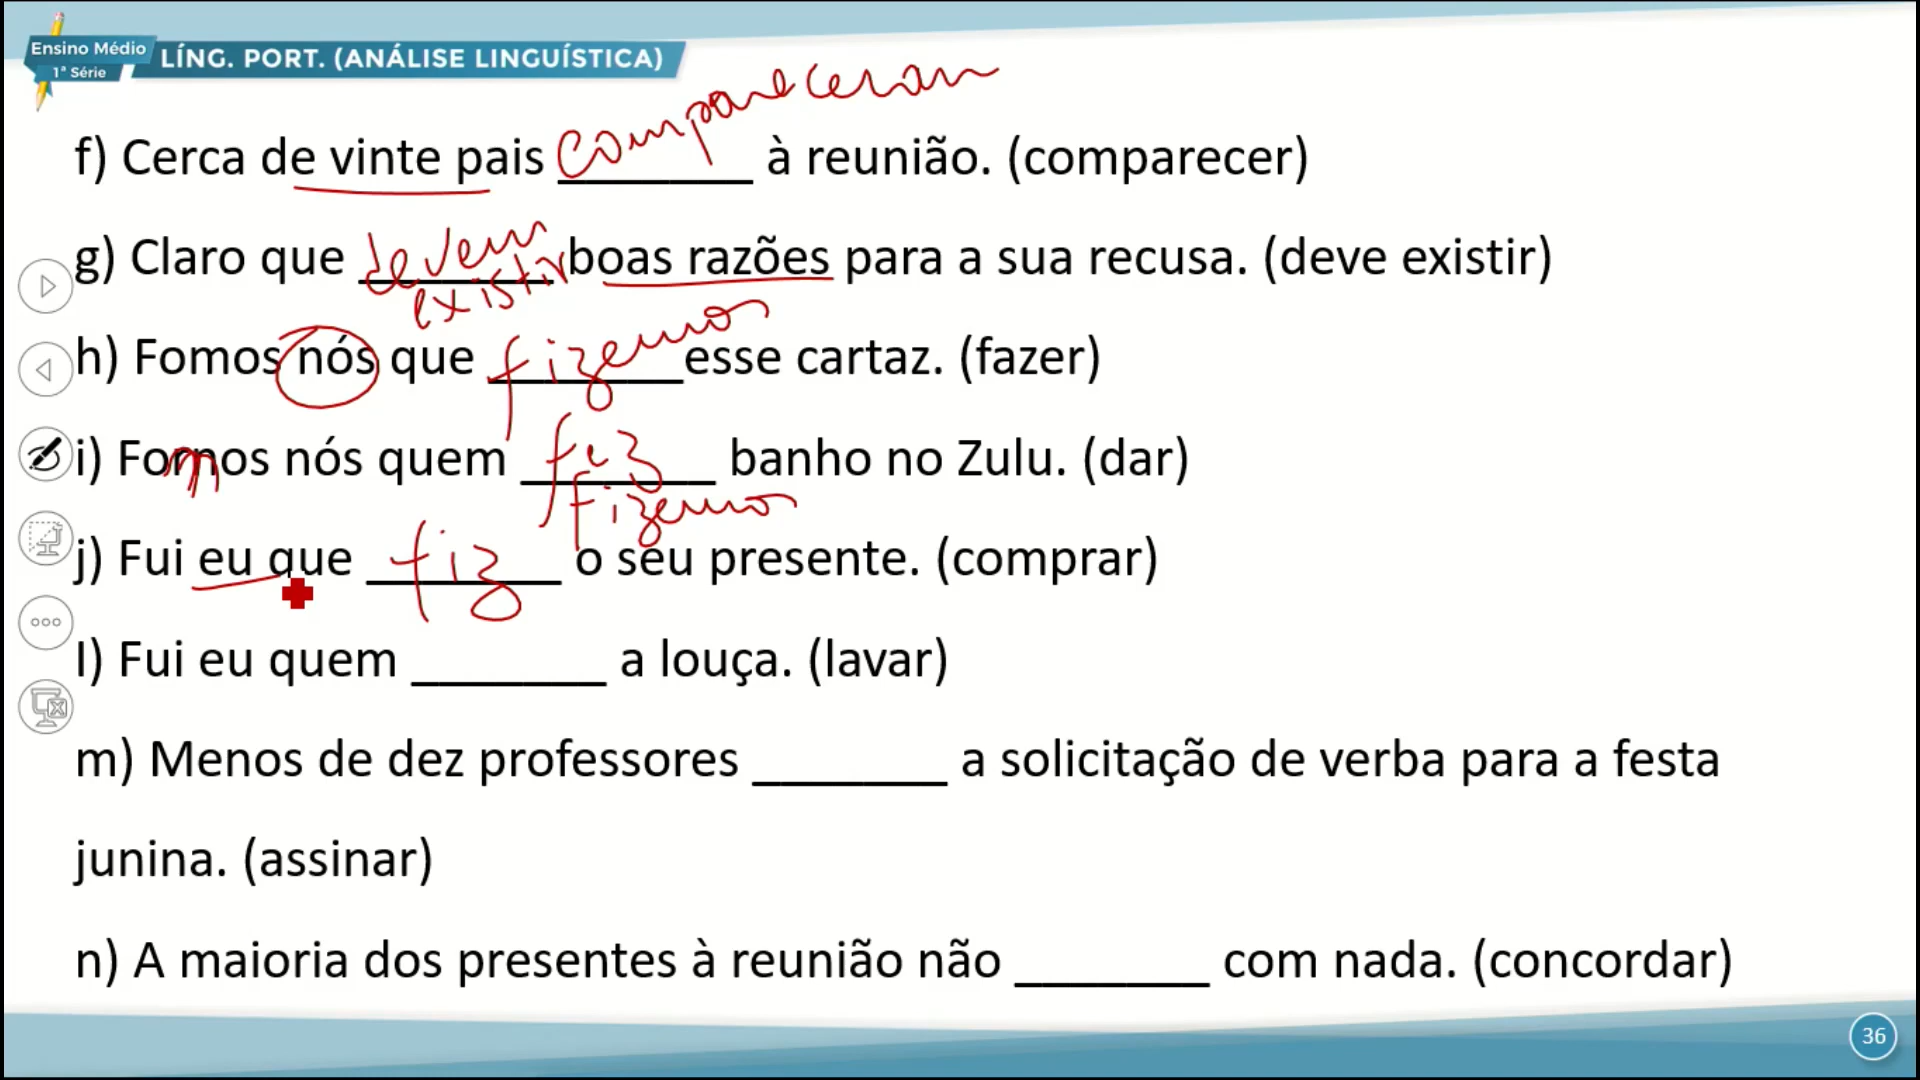 Ensino Médio
1ª Série
LÍNG. PORT. (ANÁLISE LINGUÍSTICA)
compareceram
f) Cerca de vinte pais ________ à reunião. (comparecer)
devem
g) Claro que ________ boas razões para a sua recusa. (deve existir)
existir
fizemos
h) Fomos nós que ________esse cartaz. (fazer)
fez
i) Fomos nós quem ________ banho no Zulu. (dar)
fizemos
fiz
j) Fui eu que ________ o seu presente. (comprar)
l) Fui eu quem ________ a louça. (lavar)
m) Menos de dez professores ________ a solicitação de verba para a festa
junina. (assinar)
n) A maioria dos presentes à reunião não ________ com nada. (concordar)
36